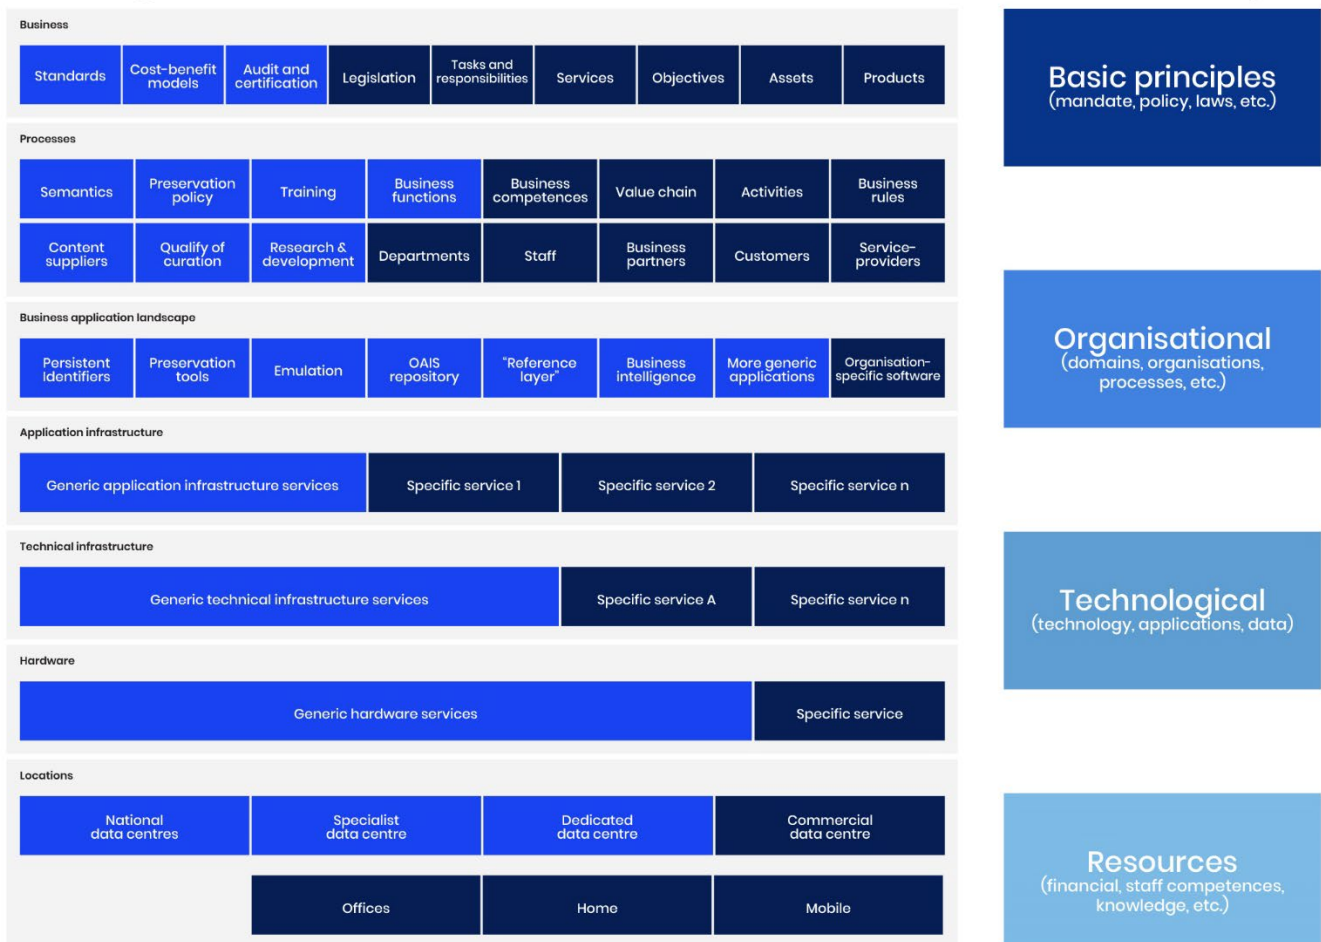 Business
Standards
Cost-benefit
models
Audit and
certification
Legislation
Tasks and
responsibilities
Services
Objectives
Assets
Products
Processes
Semantics
Preservation
policy
Training
Business
functions
Business
competences
Value chain
Activities
Business
rules
Content
suppliers
Qualify of
curation
Research &
development
Departments
Staff
Business
partners
Customers
Service-
providers
Business application landscape
Persistent
Identifiers
Preservation
tools
Emulation
OAIS
repository
"Reference
layer"
Business
intelligence
More generic
applications
Organisation-
specific software
Application infrastructure
Generic application infrastructure services
Specific service 1
Specific service 2
Specific service n
Technical infrastructure
Generic technical infrastructure services
Specific service A
Specific service n
Hardware
Generic hardware services
Specific service
Locations
National
data centres
Specialist
data centre
Dedicated
data centre
Commercial
data centre
Offices
Home
Mobile
Basic principles
(mandate, policy, laws, etc.)
Organisational
(domains, organisations,
processes, etc.)
Technological
(technology, applications, data)
Resources
(financial, staff competences,
knowledge, etc.)